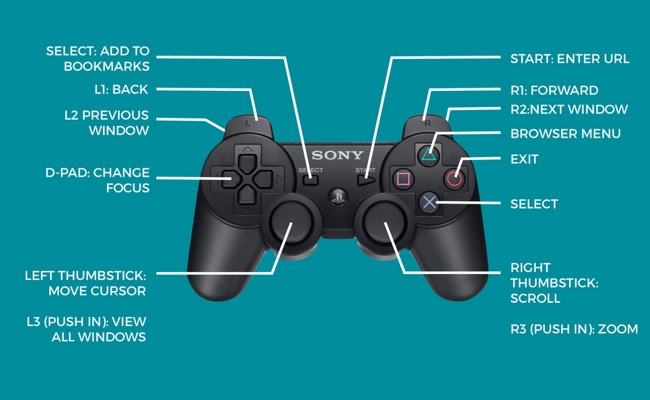 SELECT: ADD TO
BOOKMARKS
L1: BACK
L2 PREVIOUS
WINDOW
D-PAD: CHANGE
FOCUS
LEFT THUMBSTICK:
MOVE CURSOR
L3 (PUSH IN): VIEW
ALL WINDOWS
SONY
SELECT
START
START: ENTER URL
R1: FORWARD
R2:NEXT WINDOW
BROWSER MENU
EXIT
SELECT
RIGHT
THUMBSTICK:
SCROLL
R3 (PUSH IN): ZOOM